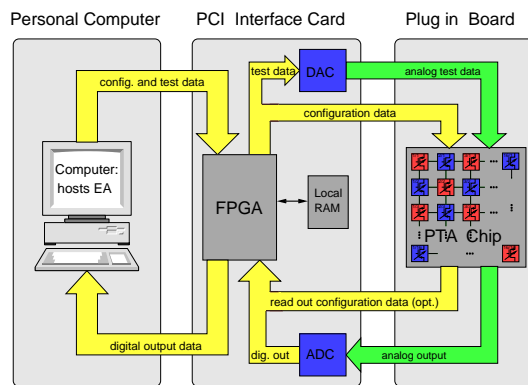 Personal Computer
PCI Interface Card
Plug in Board
config. and test data
test data
DAC
analog test data
configuration data
Computer:
hosts EA
FPGA
Local
RAM
PTA Chip
read out configuration data (opt.)
digital output data
dig. out
ADC
analog output